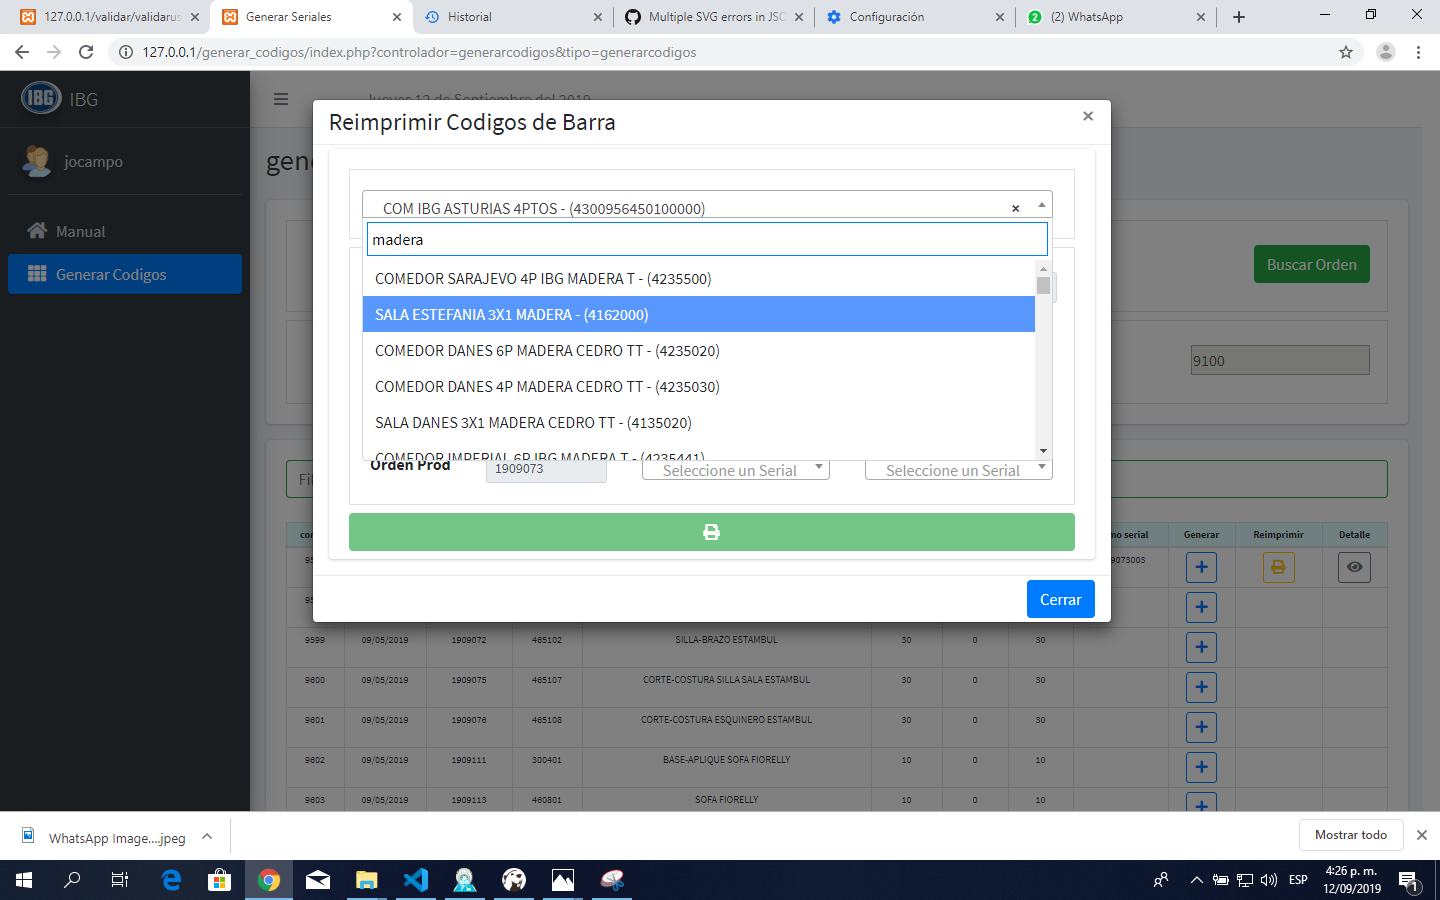 127.0.0.1/validar/validarus
Generar Seriales
Historial
Multiple SVG errors in JSC
Configuración
2
(2) WhatsApp
127.0.0.1/generar_codigos/index.php?controlador=generarcodigos&tipo=generarcodigos
IBG
IBG
Jueves 12 de Septiembre del 2019
jocampo
Manual
Generar Codigos
gen
Reimprimir Codigos de Barra
×
COM IBG ASTURIAS 4PTOS - (4300956450100000)
×
madera
COMEDOR SARAJEVO 4P IBG MADERA T - (4235500)
SALA ESTEFANIA 3X1 MADERA - (4162000)
COMEDOR DANES 6P MADERA CEDRO TT - (4235020)
COMEDOR DANES 4P MADERA CEDRO TT - (4235030)
SALA DANES 3X1 MADERA CEDRO TT - (4135020)
COMEDOR IMPERIAL 6P IBG MADERA T - (4235441)
Orden Prod
1909073
Seleccione un Serial
Seleccione un Serial
Cerrar
Buscar Orden
9100
Fil
con
no serial
Generar
Reimprimir
Detalle
95
9073003
95
9599 09/05/2019 1909072 465102 SILLA-BRAZO ESTAMBUL 30 0 30
9600 09/05/2019 1909075 465107 CORTE-COSTURA SILLA SALA ESTAMBUL 30 0 30
9601 09/05/2019 1909076 465108 CORTE-COSTURA ESQUINERO ESTAMBUL 30 0 30
9602 09/05/2019 1909111 300401 BASE-APLIQUE SOFA FIORELLY 10 0 10
9603 09/05/2019 1909113 460801 SOFA FIORELLY 10 0 10
WhatsApp Image....jpeg
Mostrar todo
ESP
4:26 p. m.
12/09/2019
1